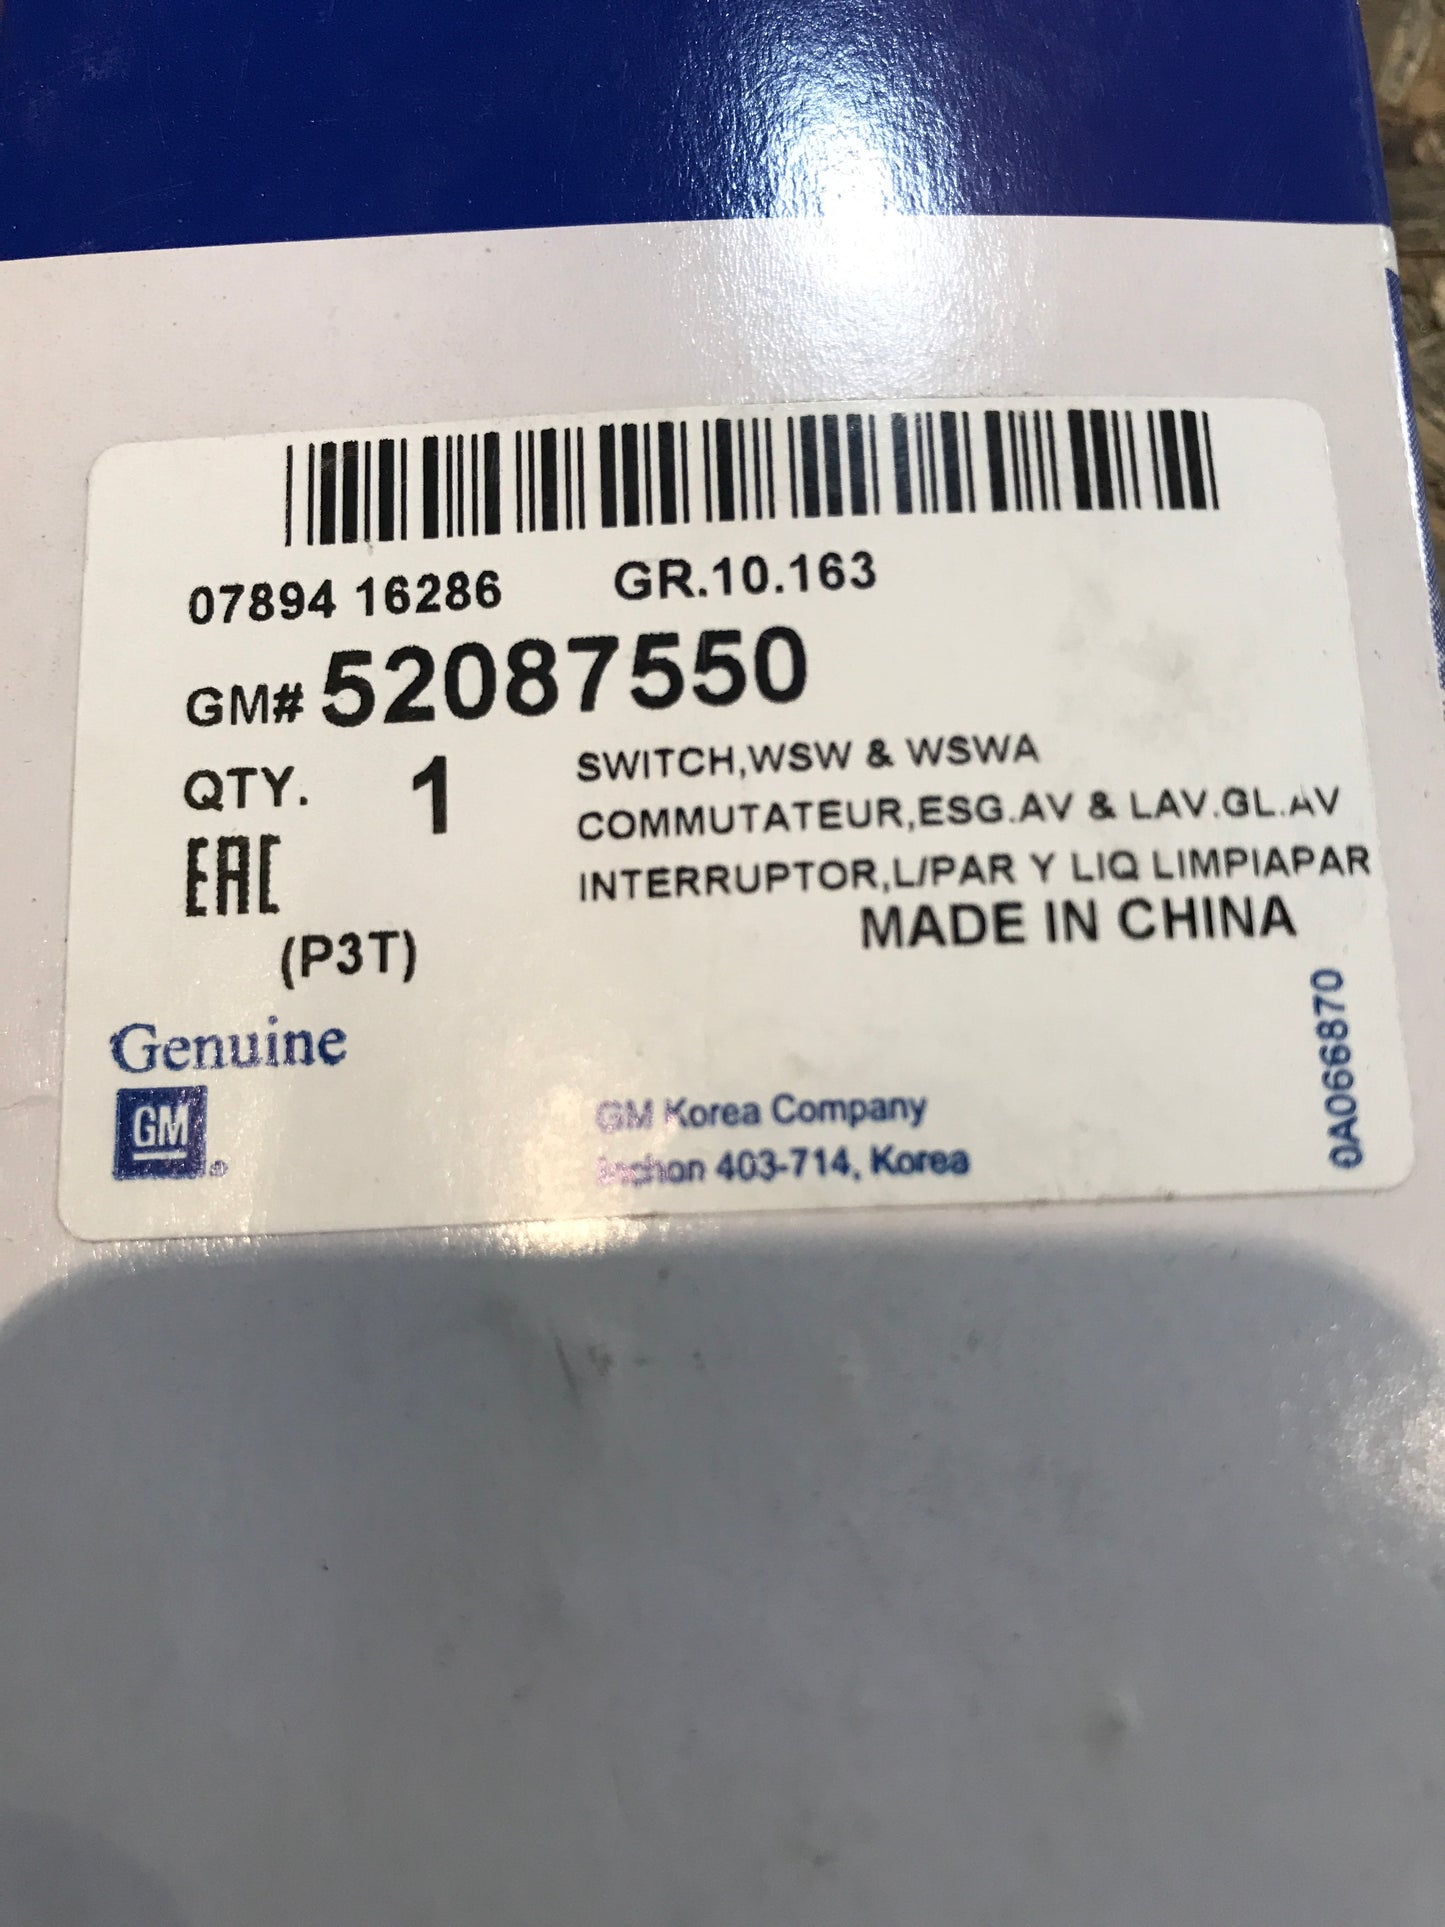 07894 16286 GR.10.163
GM# 52087550
QTY. 1
SWITCH,WSW & WSWA
COMMUTATEUR,ESG.AV & LAV.GL.AV
INTERRUPTOR,L/PAR Y LIQ LIMPIAPAR
EAC
MADE IN CHINA
(P3T)
Genuine
GM
GM Korea Company
Inchon 403-714, Korea
0A066870